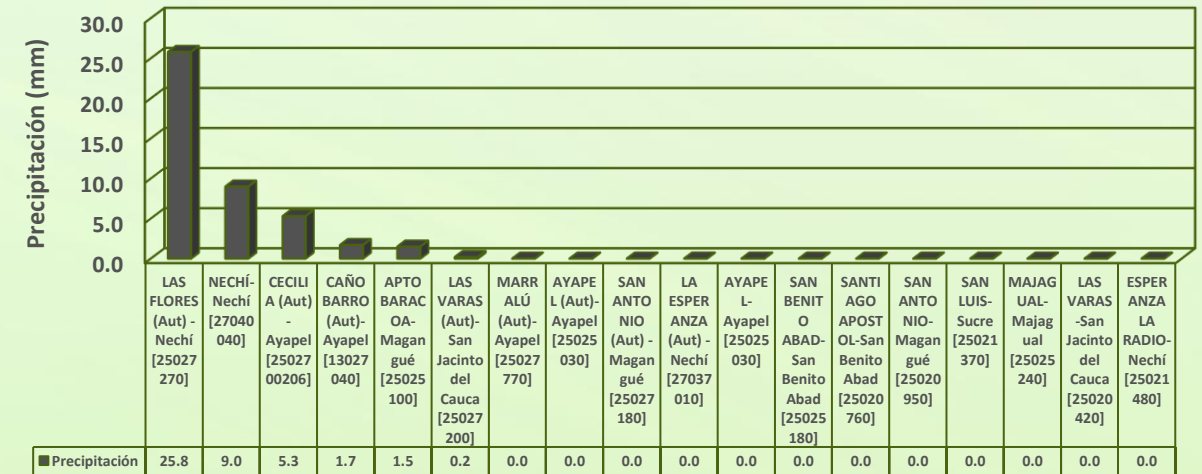 Precipitación (mm)
30.0
25.0
20.0
15.0
10.0
5.0
0.0
LAS
FLORES
(Aut) -
Nechí
[25027
270]
NECHÍ-
Nechí
[27040
040]
CECILI
A (Aut)
-
Ayapel
[25027
00206]
CAÑO
BARRO
(Aut)-
Ayapel
[13027
040]
APTO
BARAC
OA-
Magan
gué
[25025
100]
LAS
VARAS
(Aut)-
San
Jacinto
del
Cauca
[25027
200]
MARR
ALÚ
(Aut)-
Ayapel
[25027
770]
AYAPE
L (Aut)-
Ayapel
[25025
030]
SAN
ANTO
NIO
(Aut) -
Magan
gué
[25027
180]
LA
ESPER
ANZA
(Aut) -
Nechí
[27037
010]
AYAPE
L-
Ayapel
[25025
030]
SAN
BENIT
O
ABAD-
San
Benito
Abad
[25025
180]
SANTI
AGO
APOST
OL-San
Benito
Abad
[25020
760]
SAN
ANTO
NIO-
Magan
gué
[25020
950]
SAN
LUIS-
Sucre
[25021
370]
MAJAG
UAL-
Majag
ual
[25025
240]
LAS
VARAS
-San
Jacinto
del
Cauca
[25020
420]
ESPER
ANZA
LA
RADIO-
Nechí
[25021
480]
Precipitación 25.8 9.0 5.3 1.7 1.5 0.2 0.0 0.0 0.0 0.0 0.0 0.0 0.0 0.0 0.0 0.0 0.0 0.0